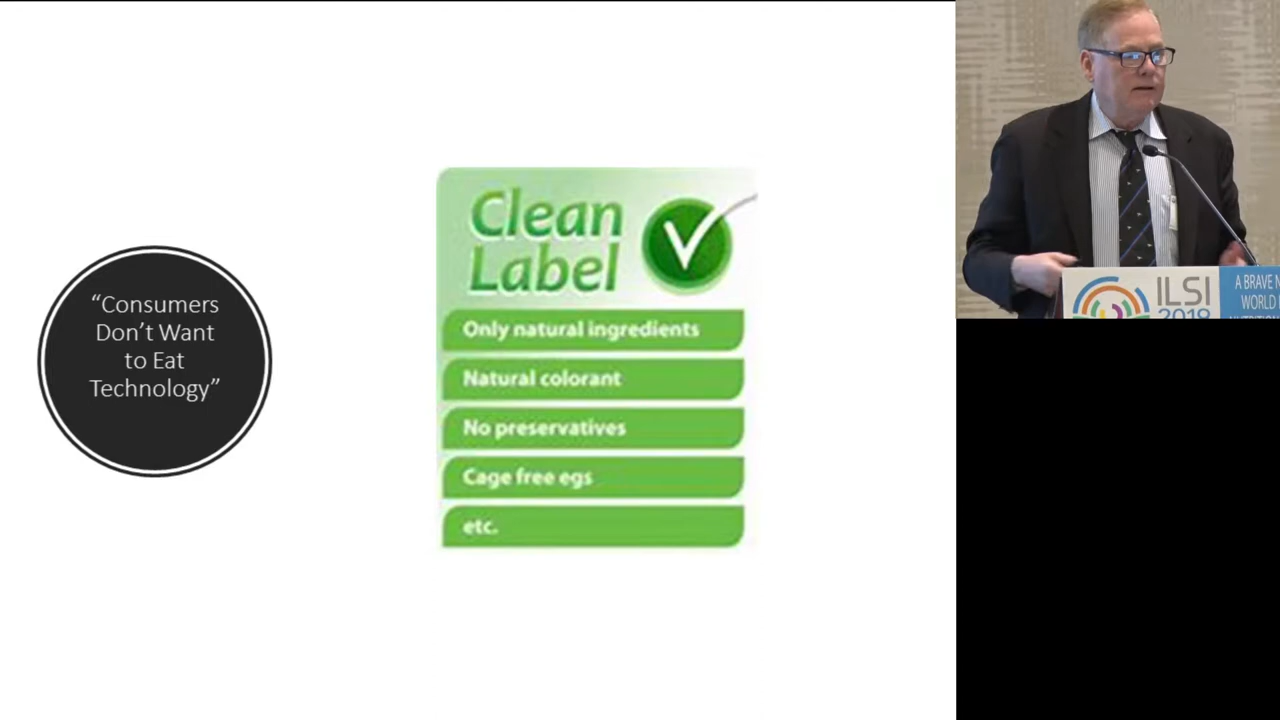 “Consumers
Don’t Want
to Eat
Technology”
Clean
Label
Only natural ingredients
Natural colorant
No preservatives
Cage free egs
etc.
ILSI
2019
A BRAVE
WORLD